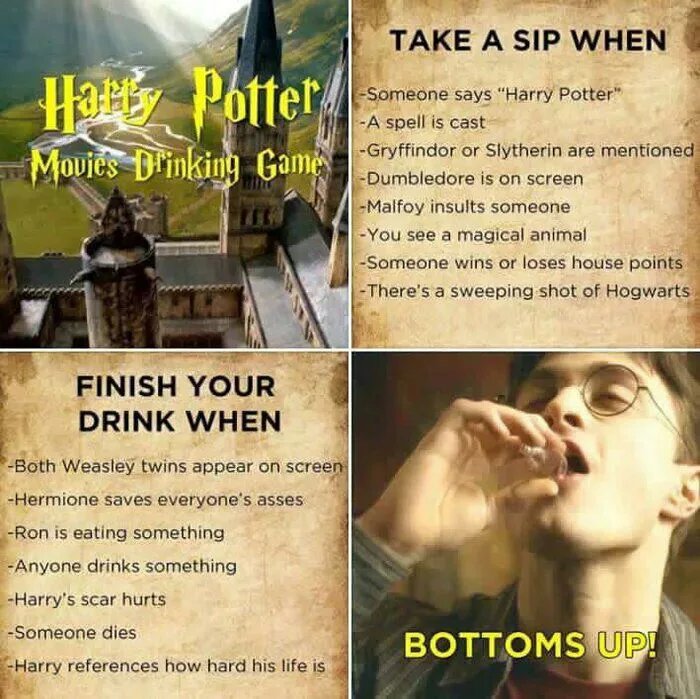 Harry Potter
Movies Drinking Game
TAKE A SIP WHEN
-Someone says "Harry Potter"
-A spell is cast
-Gryffindor or Slytherin are mentioned
-Dumbledore is on screen
-Malfoy insults someone
-You see a magical animal
-Someone wins or loses house points
-There's a sweeping shot of Hogwarts
FINISH YOUR
DRINK WHEN
-Both Weasley twins appear on screen
-Hermione saves everyone's asses
-Ron is eating something
-Anyone drinks something
-Harry's scar hurts
-Someone dies
-Harry references how hard his life is
BOTTOMS UP!